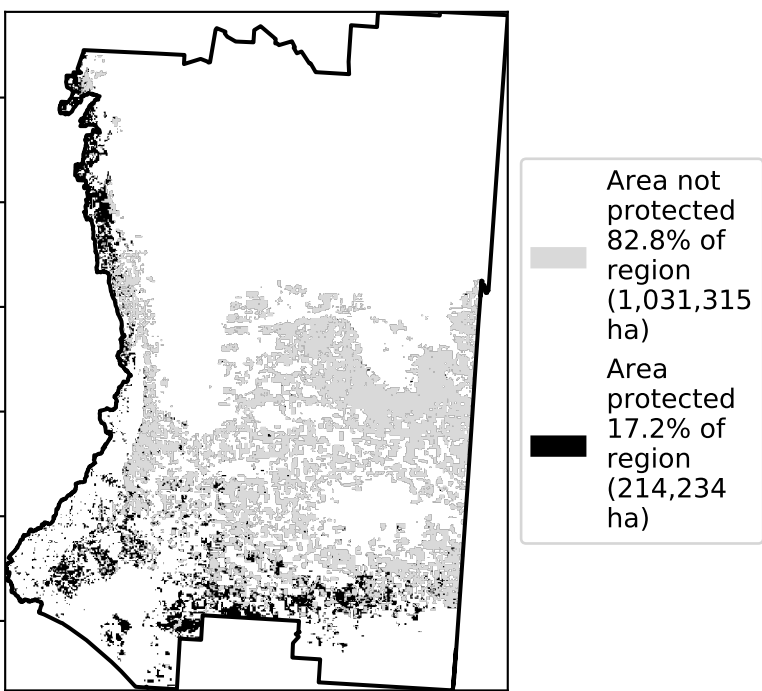 Area not
protected
82.8% of
region
(1,031,315
ha)
Area
protected
17.2% of
region
(214,234
ha)